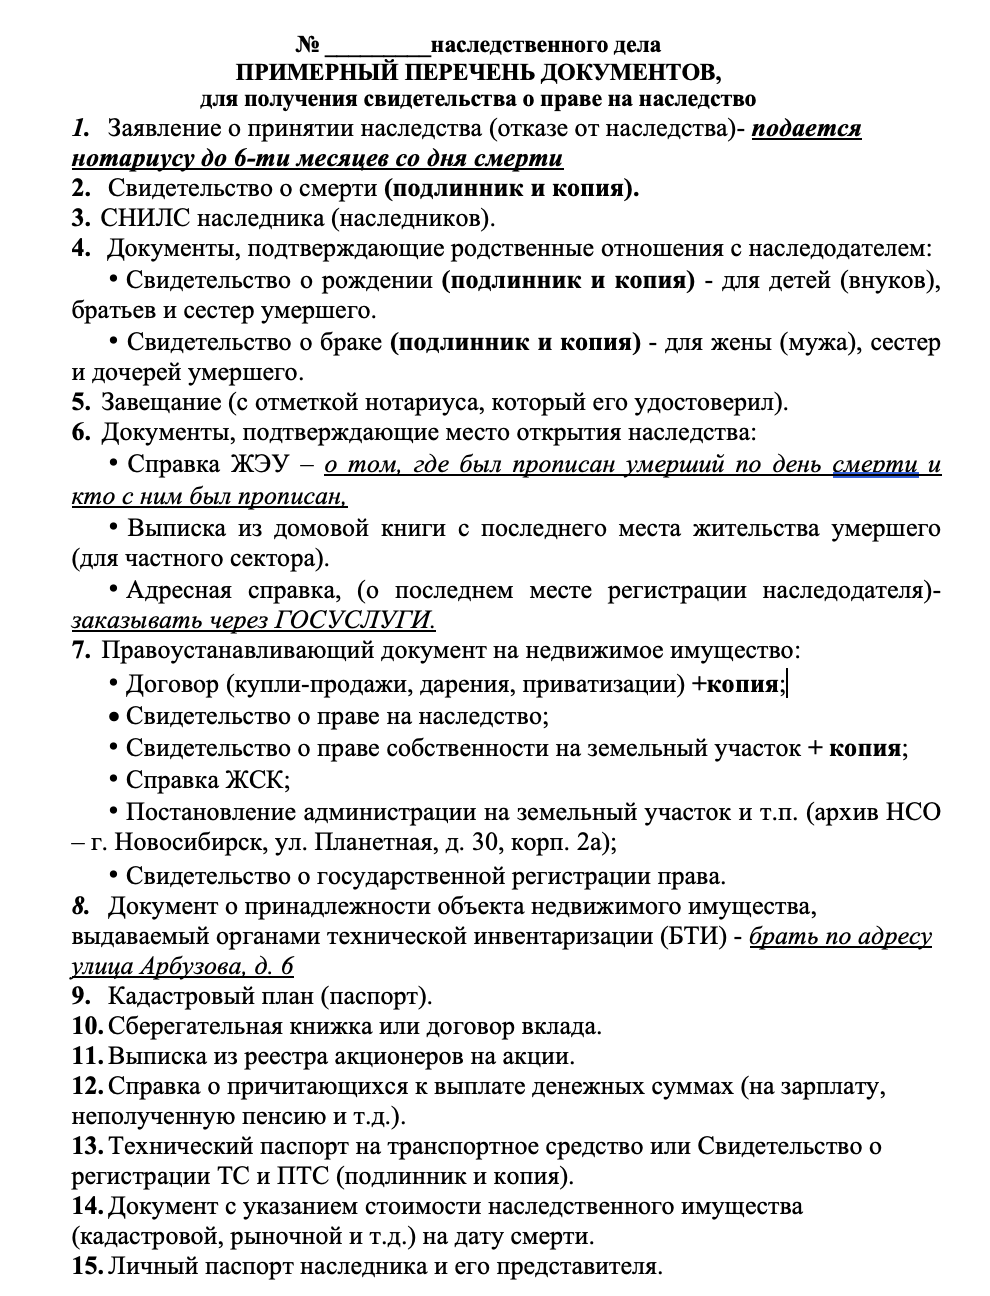 № _________наследственного дела
ПРИМЕРНЫЙ ПЕРЕЧЕНЬ ДОКУМЕНТОВ,
для получения свидетельства о праве на наследство
1. Заявление о принятии наследства (отказе от наследства)- подается
нотариусу до 6-ти месяцев со дня смерти
2. Свидетельство о смерти (подлинник и копия).
3. СНИЛС наследника (наследников).
4. Документы, подтверждающие родственные отношения с наследодателем:
• Свидетельство о рождении (подлинник и копия) - для детей (внуков),
братьев и сестер умершего.
• Свидетельство о браке (подлинник и копия) - для жены (мужа), сестер
и дочерей умершего.
5. Завещание (с отметкой нотариуса, который его удостоверил).
6. Документы, подтверждающие место открытия наследства:
• Справка ЖЭУ – о том, где был прописан умерший по день смерти и
кто с ним был прописан,
• Выписка из домовой книги с последнего места жительства умершего
(для частного сектора).
• Адресная справка, (о последнем месте регистрации наследодателя)-
заказывать через ГОСУСЛУГИ.
7. Правоустанавливающий документ на недвижимое имущество:
• Договор (купли-продажи, дарения, приватизации) +копия;
• Свидетельство о праве на наследство;
• Свидетельство о праве собственности на земельный участок + копия;
• Справка ЖСК;
• Постановление администрации на земельный участок и т.п. (архив НСО
– г. Новосибирск, ул. Планетная, д. 30, корп. 2а);
• Свидетельство о государственной регистрации права.
8. Документ о принадлежности объекта недвижимого имущества,
выдаваемый органами технической инвентаризации (БТИ) - брать по адресу
улица Арбузова, д. 6
9. Кадастровый план (паспорт).
10. Сберегательная книжка или договор вклада.
11. Выписка из реестра акционеров на акции.
12. Справка о причитающихся к выплате денежных суммах (на зарплату,
неполученную пенсию и т.д.).
13. Технический паспорт на транспортное средство или Свидетельство о
регистрации ТС и ПТС (подлинник и копия).
14. Документ с указанием стоимости наследственного имущества
(кадастровой, рыночной и т.д.) на дату смерти.
15. Личный паспорт наследника и его представителя.